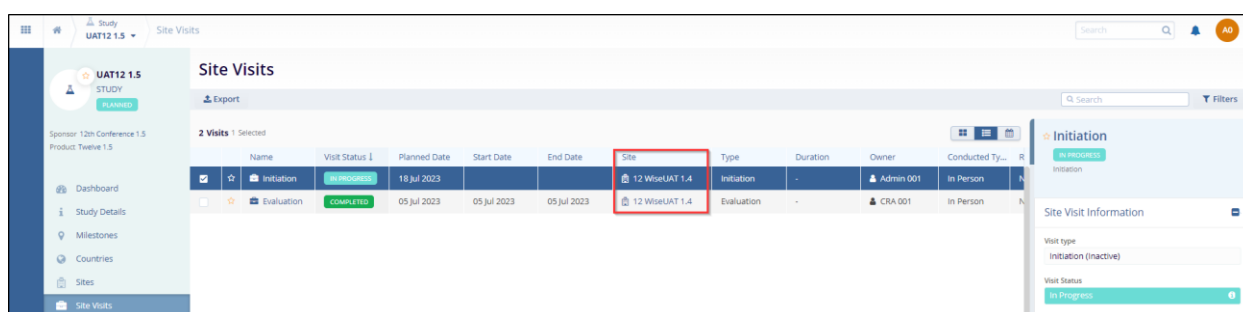 Study
UAT12 1.5
Site Visits
Search
AO
UAT12 1.5
STUDY
PLANNED
Sponsor 12th Conference 1.5
Product Twelve 1.5
Dashboard
Study Details
Milestones
Countries
Sites
Site Visits
Site Visits
Export
Search
Filters
2 Visits 1 Selected
Name Visit Status Planned Date Start Date End Date Site Type Duration Owner Conducted Ty... R
Initiation IN PROGRESS 18 Jul 2023 12 WiseUAT 1.4 Initiation - Admin 001 In Person N
Evaluation COMPLETED 05 Jul 2023 05 Jul 2023 05 Jul 2023 12 WiseUAT 1.4 Evaluation - CRA 001 In Person N
Initiation
IN PROGRESS
Initiation
Site Visit Information
Visit type
Initiation (Inactive)
Visit Status
In Progress